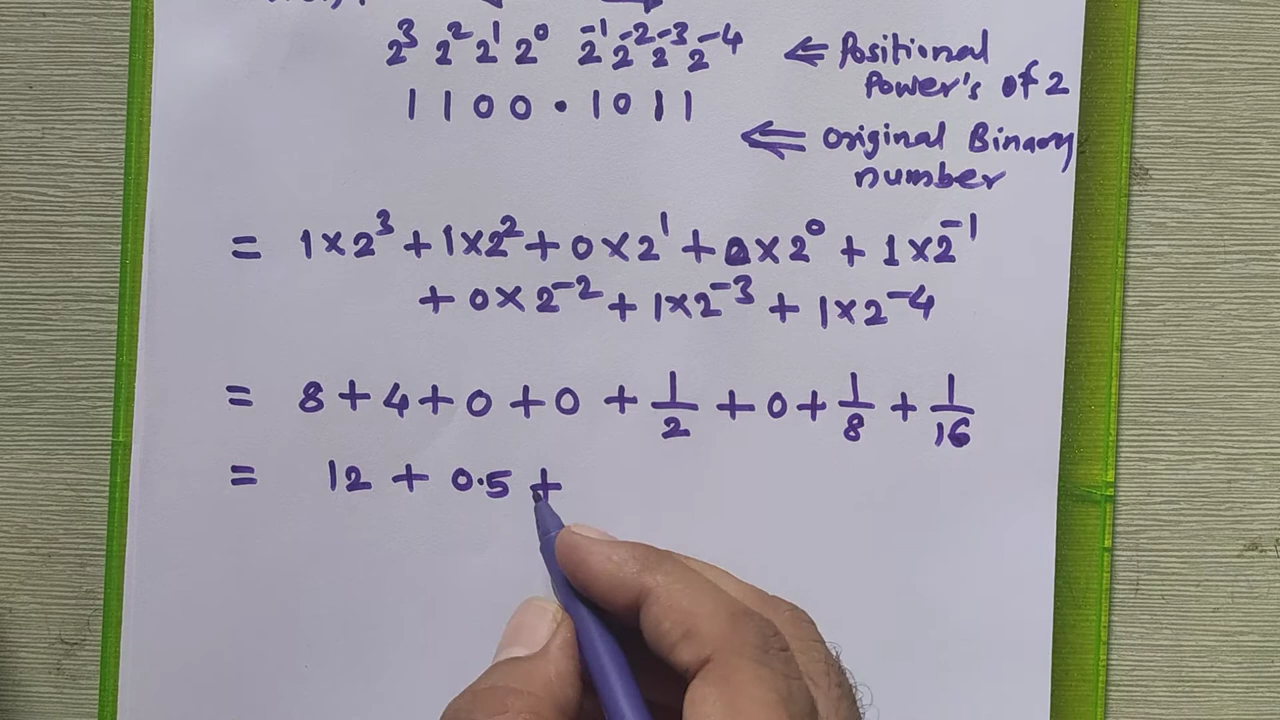 2³ 2² 2¹ 2⁰ 2⁻¹ 2⁻² 2⁻³ 2⁻⁴ ⇐ Positional
Power's of 2
1 1 0 0 . 1 0 1 1
⇐ Original Binary
number
= 1×2³ + 1×2² + 0×2¹ + 0×2⁰ + 1×2⁻¹
+ 0×2⁻² + 1×2⁻³ + 1×2⁻⁴
= 8 + 4 + 0 + 0 + 1/2 + 0 + 1/8 + 1/16
= 12 + 0.5 +